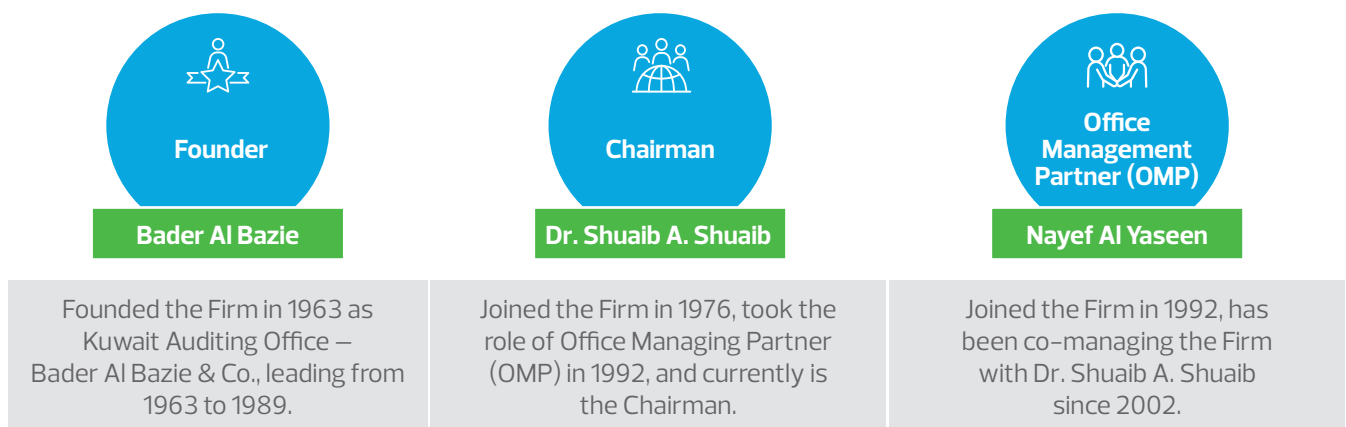 Founder
Bader Al Bazie
Founded the Firm in 1963 as
Kuwait Auditing Office –
Bader Al Bazie & Co., leading from
1963 to 1989.
Chairman
Dr. Shuaib A. Shuaib
Joined the Firm in 1976, took the
role of Office Managing Partner
(OMP) in 1992, and currently is
the Chairman.
Office
Management
Partner (OMP)
Nayef Al Yaseen
Joined the Firm in 1992, has
been co-managing the Firm
with Dr. Shuaib A. Shuaib
since 2002.